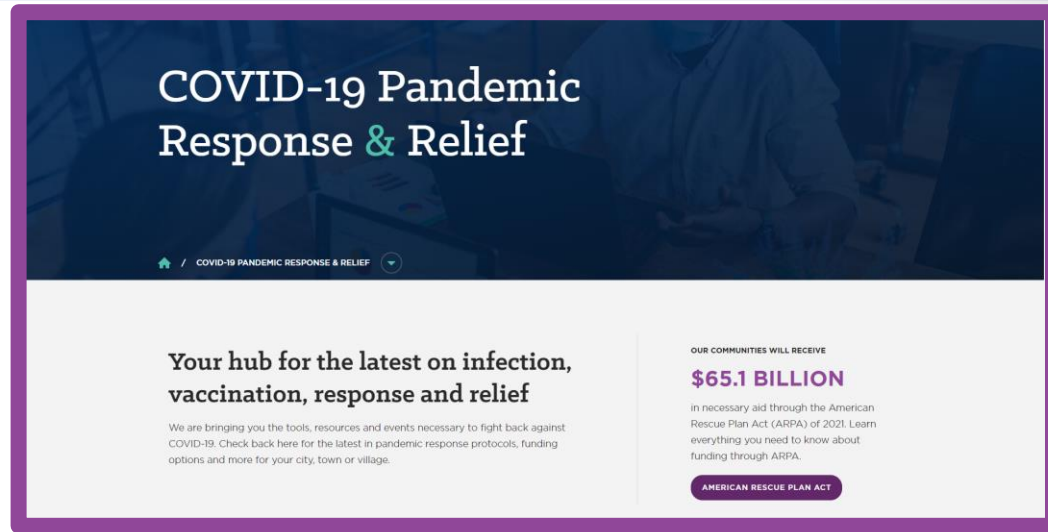 COVID-19 Pandemic
Response & Relief
/ COVID-19 PANDEMIC RESPONSE & RELIEF
Your hub for the latest on infection,
vaccination, response and relief
We are bringing you the tools, resources and events necessary to fight back against
COVID-19. Check back here for the latest in pandemic response protocols, funding
options and more for your city, town or village.
OUR COMMUNITIES WILL RECEIVE
$65.1 BILLION
in necessary aid through the American
Rescue Plan Act (ARPA) of 2021. Learn
everything you need to know about
funding through ARPA.
AMERICAN RESCUE PLAN ACT